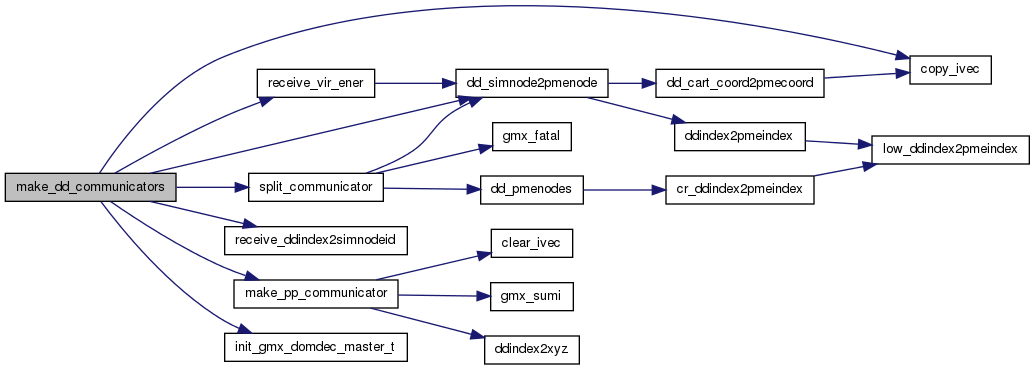 copy_ivec
receive_vir_ener
dd_simnode2pmenode
dd_cart_coord2pmecoord
gmx_fatal
ddindex2pmeindex
low_ddindex2pmeindex
make_dd_communicators
split_communicator
dd_pmenodes
cr_ddindex2pmeindex
receive_ddindex2simnodeid
clear_ivec
make_pp_communicator
gmx_sumi
init_gmx_domdec_master_t
ddindex2xyz